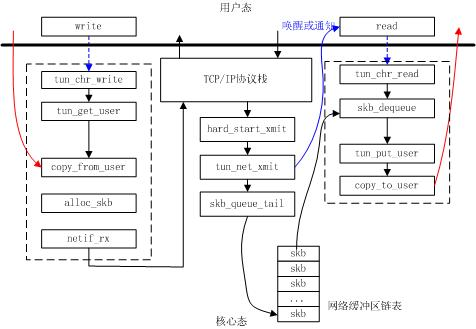 用户态
write
唤醒或通知
read
tun_chr_write
tun_get_user
copy_from_user
alloc_skb
netif_rx
TCP/IP协议栈
hard_start_xmit
tun_net_xmit
skb_queue_tail
tun_chr_read
skb_dequeue
tun_put_user
copy_to_user
skb
skb
skb
...
skb
网络缓冲区链表
核心态